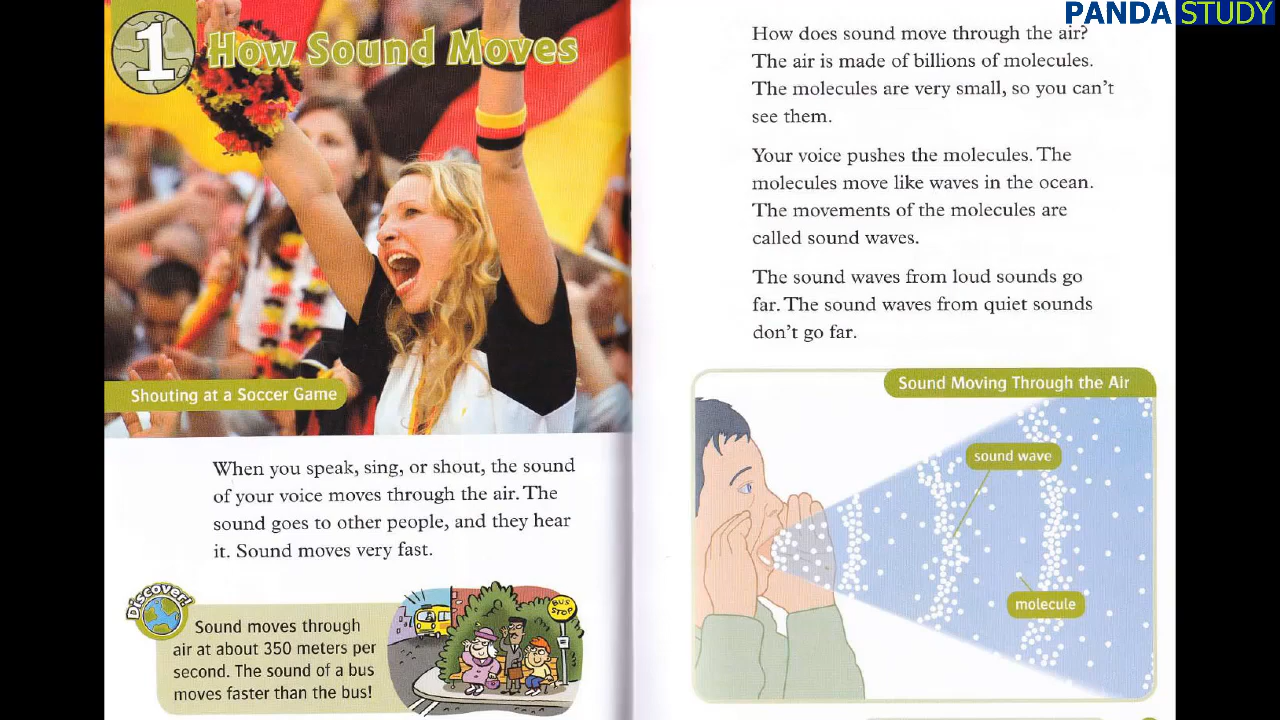 PANDA STUDY
1 How Sound Moves
Shouting at a Soccer Game
When you speak, sing, or shout, the sound
of your voice moves through the air. The
sound goes to other people, and they hear
it. Sound moves very fast.
Discover!
Sound moves through
air at about 350 meters per
second. The sound of a bus
moves faster than the bus!
BUS
STOP
How does sound move through the air?
The air is made of billions of molecules.
The molecules are very small, so you can't
see them.
Your voice pushes the molecules. The
molecules move like waves in the ocean.
The movements of the molecules are
called sound waves.
The sound waves from loud sounds go
far. The sound waves from quiet sounds
don't go far.
Sound Moving Through the Air
sound wave
molecule